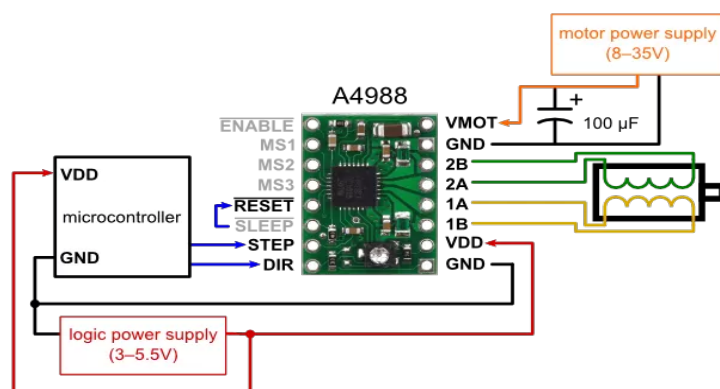 motor power supply
(8–35V)
A4988
ENABLE
VMOT
+
100 µF
MS1
GND
MS2
2B
MS3
2A
RESET
1A
SLEEP
1B
STEP
VDD
DIR
GND
VDD
microcontroller
GND
logic power supply
(3–5.5V)